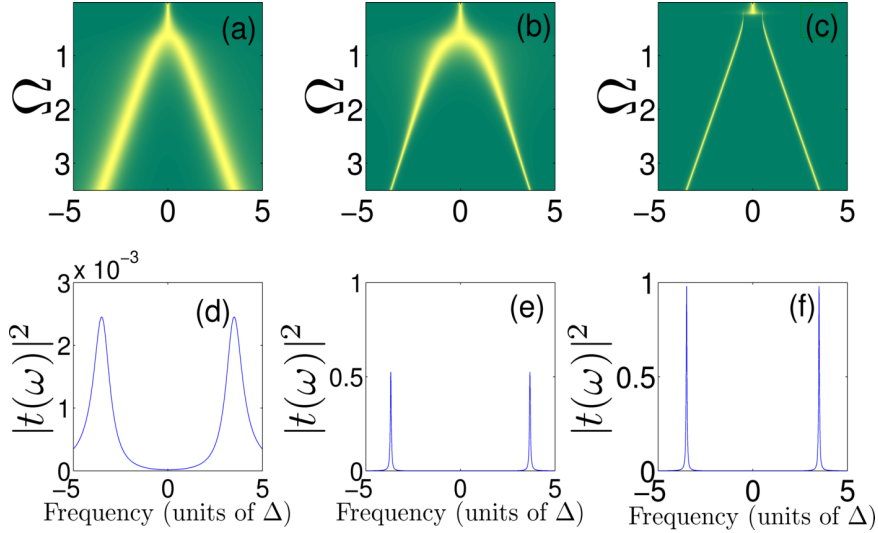 (a) (b) (c)
Ω Ω Ω
1 1 1
2 2 2
3 3 3
−5 0 5 −5 0 5 −5 0 5
x 10⁻³
3 1 1
(d) (e) (f)
2
|t(ω)|² |t(ω)|² |t(ω)|²
0.5 0.5
1
0 0 0
−5 0 5 −5 0 5 −5 0 5
Frequency (units of Δ) Frequency (units of Δ) Frequency (units of Δ)